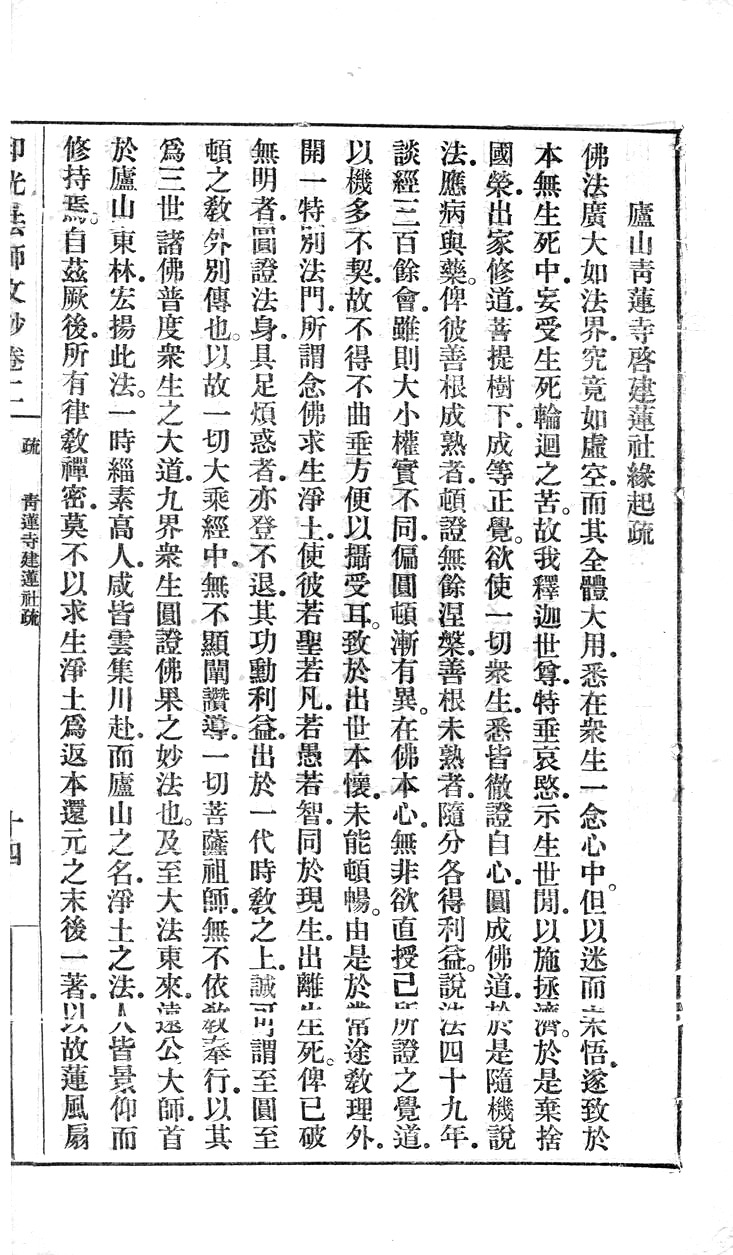 廬山青蓮寺啓建蓮社緣起疏
佛法廣大如法界.究竟如虛空.而其全體大用.悉在衆生一念心中。但以迷而未悟.遂致於
本無生死中.妄受生死輪迴之苦。故我釋迦世尊.特垂哀愍.示生世間.以施拯濟。於是棄捨
國榮.出家修道.菩提樹下.成等正覺。欲使一切衆生.悉皆徹證自心.圓成佛道.於是隨機說
法.應病與藥。俾彼善根成熟者.頓證無餘涅槃.善根未熟者.隨分各得利益。說法四十九年.
談經三百餘會.雖則大小權實不同.偏圓頓漸有異。在佛本心.無非欲直授己所證之覺道.
以機多不契.故不得不曲垂方便以攝受耳。致於出世本懷.未能頓暢。由是於常途敎理外.
開一特別法門.所謂念佛求生淨土.使彼若聖若凡.若愚若智.同於現生.出離生死。俾已破
無明者.圓證法身.具足煩惑者.亦登不退.其功勳利益.出於一代時敎之上.誠可謂至圓至
頓之敎外別傳也。以故一切大乘經中.無不顯闡讚導.一切菩薩祖師.無不依敎奉行.以其
爲三世諸佛普度衆生之大道.九界衆生圓證佛果之妙法也。及至大法東來.遠公大師.首
於廬山東林.宏揚此法。一時緇素高人.咸皆雲集川赴.而廬山之名.淨土之法.人皆景仰而
修持焉。自茲厥後.所有律敎禪密.莫不以求生淨土爲返本還元之末後一著.以故蓮風扇
印光法師文鈔卷二 疏 青蓮寺建蓮社疏 十四